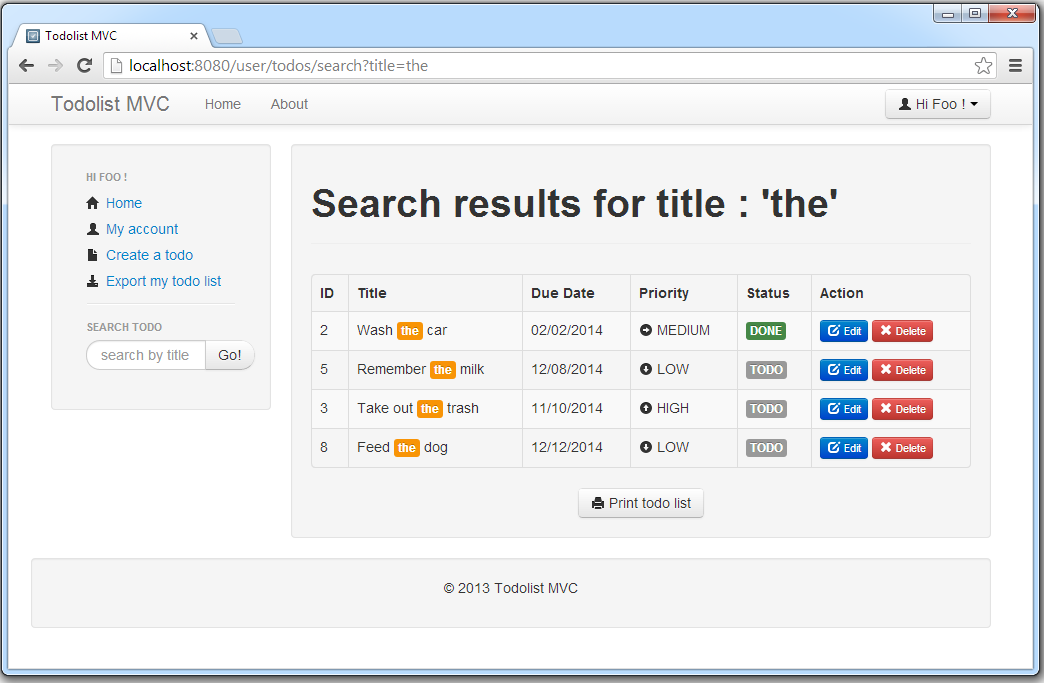 Todolist MVC
localhost:8080/user/todos/search?title=the
Todolist MVC Home About Hi Foo !
HI FOO !
Home
My account
Create a todo
Export my todo list
SEARCH TODO
search by title Go!
Search results for title : 'the'
ID Title Due Date Priority Status Action
2 Wash the car 02/02/2014 MEDIUM DONE Edit Delete
5 Remember the milk 12/08/2014 LOW TODO Edit Delete
3 Take out the trash 11/10/2014 HIGH TODO Edit Delete
8 Feed the dog 12/12/2014 LOW TODO Edit Delete
Print todo list
© 2013 Todolist MVC